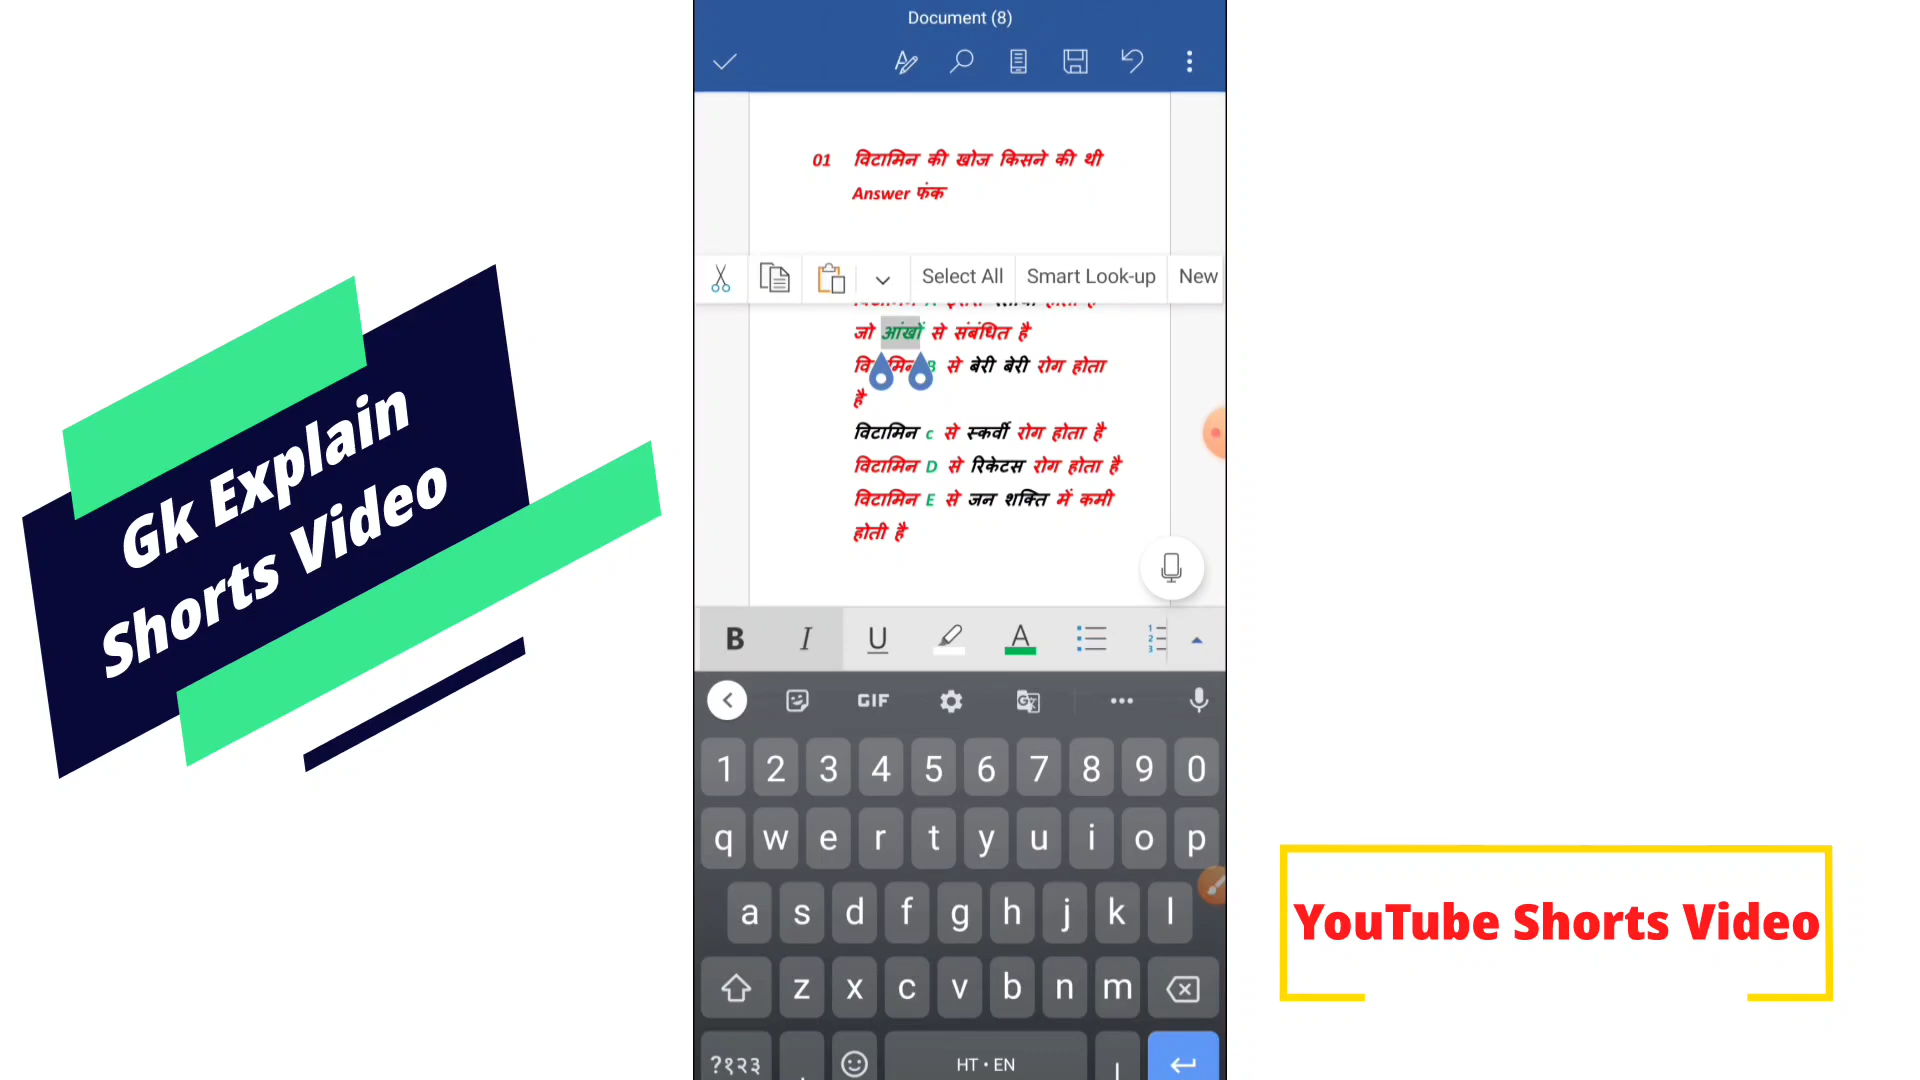 Document (8)
01 विटामिन की खोज किसने की थी
Answer फंक
Select All Smart Look-up New
जो आंखों से संबंधित है
B से बेरी बेरी रोग होता
है
विटामिन c से स्कर्वी रोग होता है
विटामिन D से रिकेटस रोग होता है
विटामिन E से जन शक्ति में कमी
होती है
B I U A
GIF
1 2 3 4 5 6 7 8 9 0
q w e r t y u i o p
a s d f g h j k l
z x c v b n m
?१२३ , HT • EN
Gk Explain
Shorts Video
YouTube Shorts Video